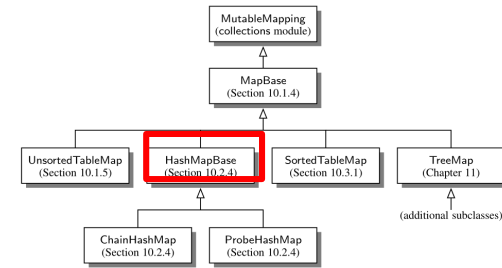 MutableMapping
(collections module)
MapBase
(Section 10.1.4)
UnsortedTableMap
(Section 10.1.5)
HashMapBase
(Section 10.2.4)
SortedTableMap
(Section 10.3.1)
TreeMap
(Chapter 11)
(additional subclasses)
ChainHashMap
(Section 10.2.4)
ProbeHashMap
(Section 10.2.4)